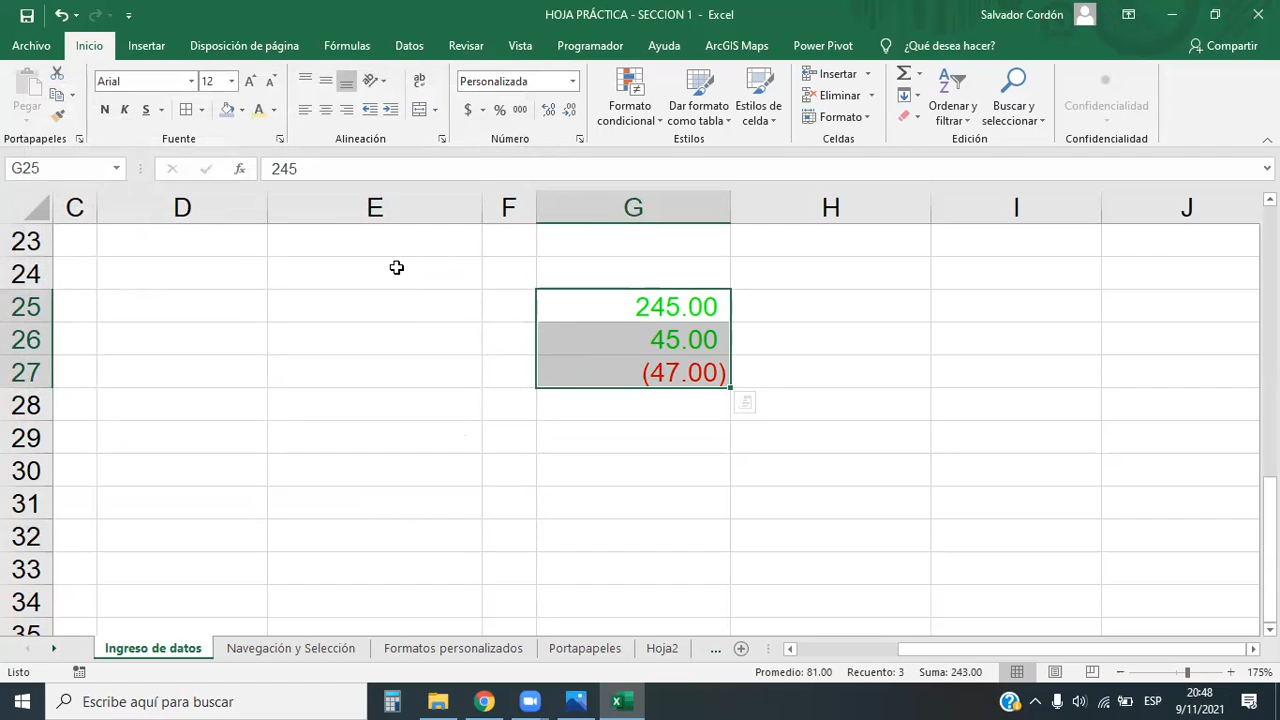 HOJA PRÁCTICA - SECCION 1 - Excel
Salvador Cordón
Archivo Inicio Insertar Disposición de página Fórmulas Datos Revisar Vista Programador Ayuda ArcGIS Maps Power Pivot ¿Qué desea hacer? Compartir
Pegar
Arial 12
N K S
Personalizada
$ % 000
Formato condicional
Dar formato como tabla
Estilos de celda
Insertar
Eliminar
Formato
Ordenar y filtrar
Buscar y seleccionar
Confidencialidad
Portapapeles Fuente Alineación Número Estilos Celdas Edición Confidencialidad
G25 fx 245
C D E F G H I J
23
24
25 245.00
26 45.00
27 (47.00)
28
29
30
31
32
33
34
35
Ingreso de datos Navegación y Selección Formatos personalizados Portapapeles Hoja2 ...
Listo Promedio: 81.00 Recuento: 3 Suma: 243.00 175%
Escribe aquí para buscar ESP 20:48
9/11/2021